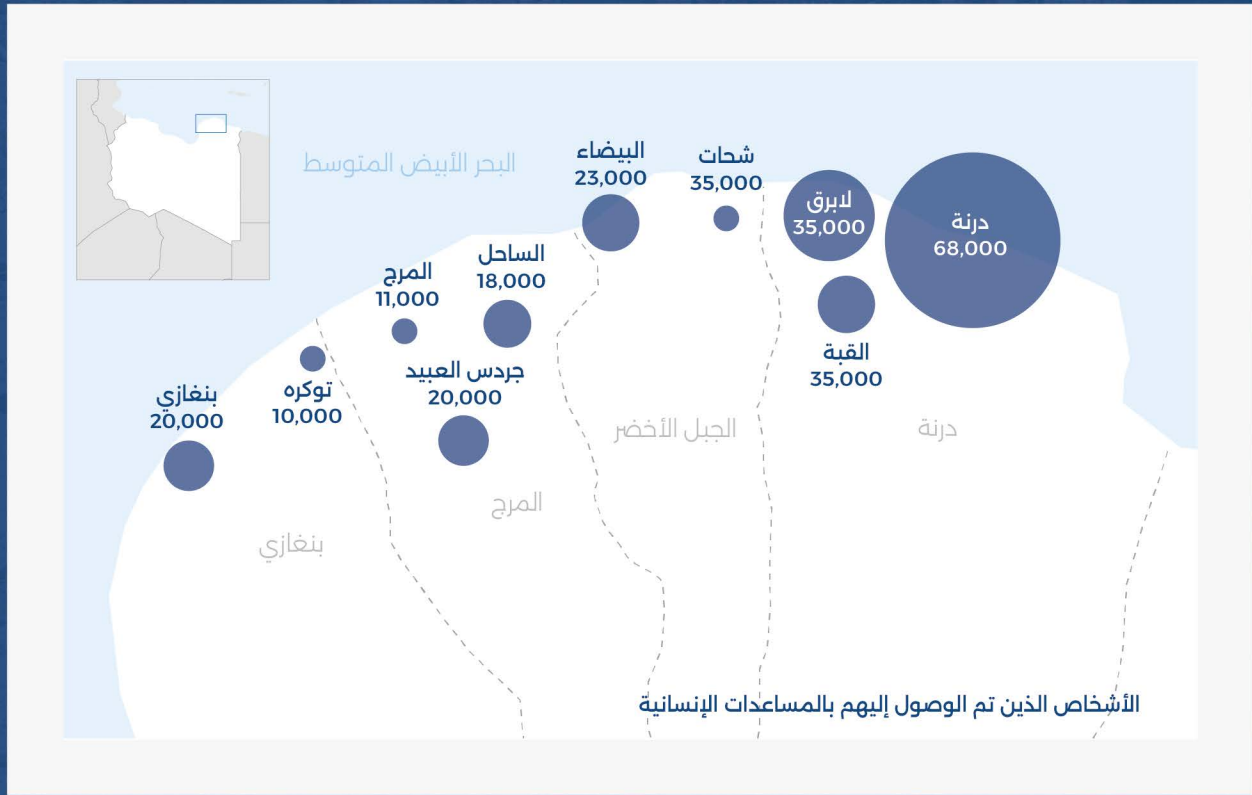 البحر الأبيض المتوسط
البيضاء
23,000
شحات
35,000
لابرق
35,000
درنة
68,000
الساحل
18,000
المرج
11,000
القبة
35,000
جردس العبيد
20,000
توكره
10,000
بنغازي
20,000
الجبل الأخضر
درنة
المرج
بنغازي
الأشخاص الذين تم الوصول إليهم بالمساعدات الإنسانية